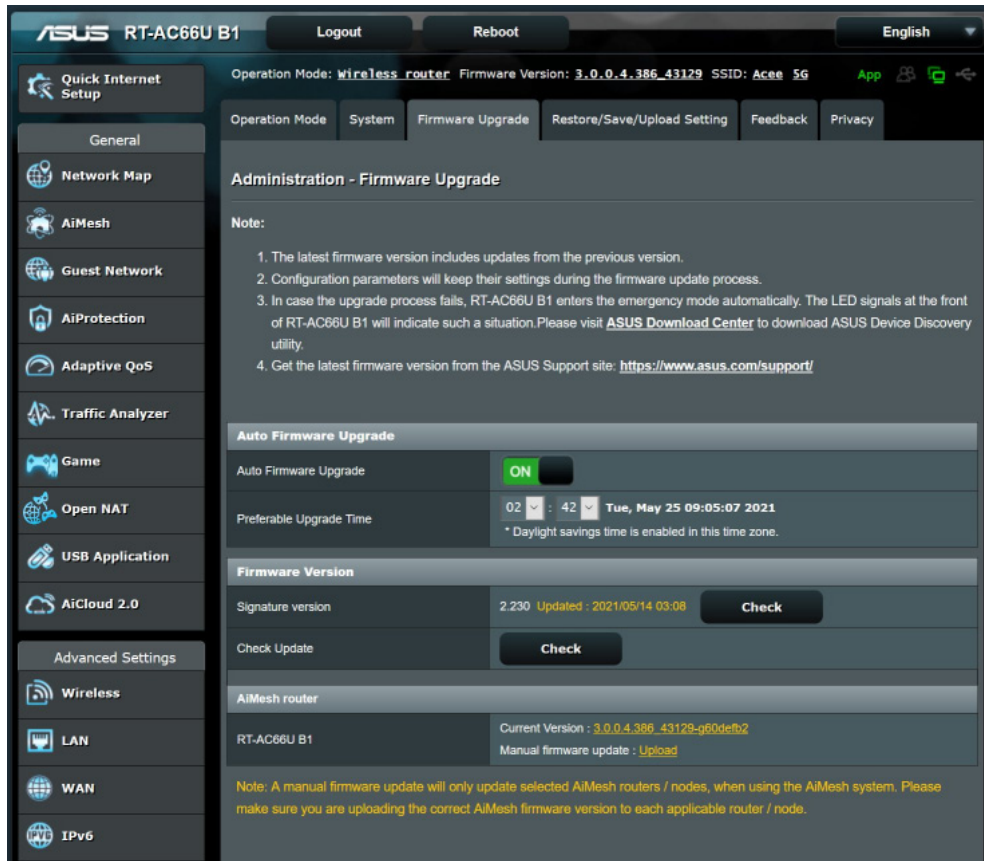 ASUS RT-AC66U B1 Logout Reboot English
Quick Internet
Setup
Operation Mode: Wireless router Firmware Version: 3.0.0.4.386_43129 SSID: Acee 5G App
Operation Mode System Firmware Upgrade Restore/Save/Upload Setting Feedback Privacy
General
Network Map
AiMesh
Guest Network
AiProtection
Adaptive QoS
Traffic Analyzer
Game
Open NAT
USB Application
AiCloud 2.0
Advanced Settings
Wireless
LAN
WAN
IPV6
IPv6
Administration - Firmware Upgrade
Note:
1. The latest firmware version includes updates from the previous version.
2. Configuration parameters will keep their settings during the firmware update process.
3. In case the upgrade process fails, RT-AC66U B1 enters the emergency mode automatically. The LED signals at the front
of RT-AC66U B1 will indicate such a situation.Please visit ASUS Download Center to download ASUS Device Discovery
utility.
4. Get the latest firmware version from the ASUS Support site: https://www.asus.com/support/
Auto Firmware Upgrade
Auto Firmware Upgrade ON
Preferable Upgrade Time 02 : 42 Tue, May 25 09:05:07 2021
* Daylight savings time is enabled in this time zone.
Firmware Version
Signature version 2.230 Updated : 2021/05/14 03:08 Check
Check Update Check
AiMesh router
RT-AC66U B1
Current Version : 3.0.0.4.386_43129-g60defb2
Manual firmware update : Upload
Note: A manual firmware update will only update selected AiMesh routers / nodes, when using the AiMesh system. Please
make sure you are uploading the correct AiMesh firmware version to each applicable router / node.